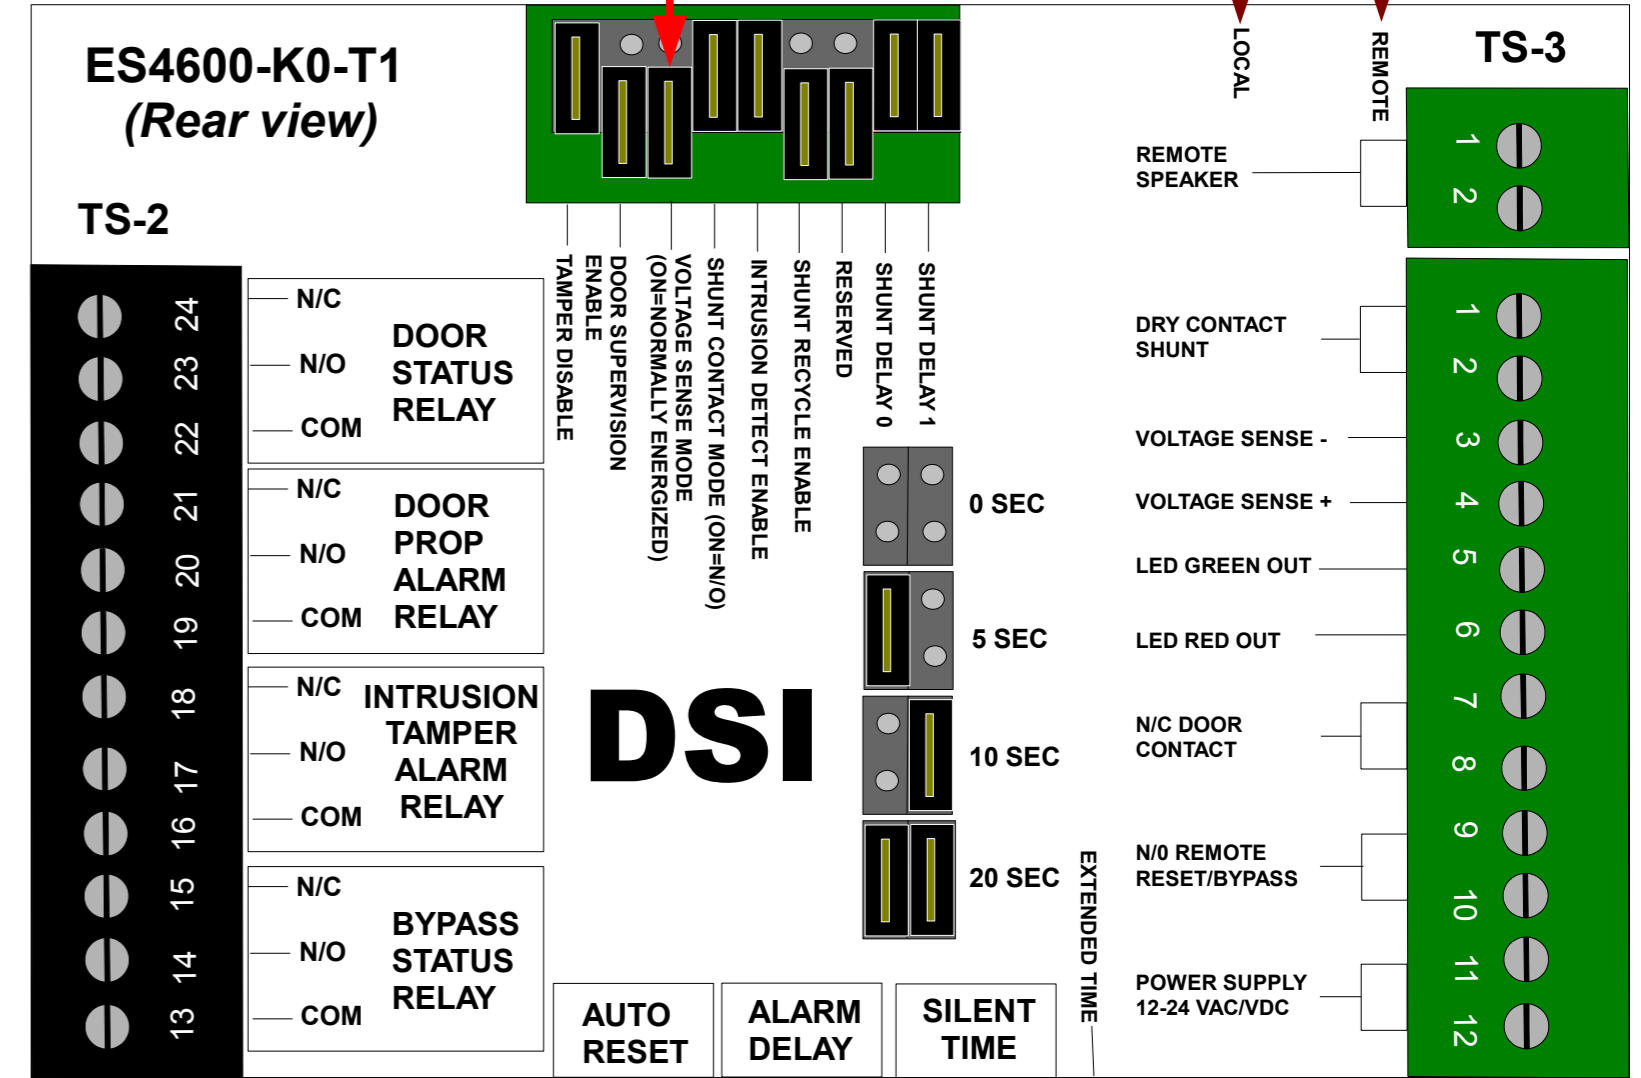 ES4600-K0-T1
(Rear view)
TS-2
24
23
22
21
20
19
18
17
16
15
14
13
N/C
N/O
COM
DOOR
STATUS
RELAY
N/C
N/O
COM
DOOR
PROP
ALARM
RELAY
N/C
N/O
COM
INTRUSION
TAMPER
ALARM
RELAY
N/C
N/O
COM
BYPASS
STATUS
RELAY
TAMPER DISABLE
DOOR SUPERVISION
ENABLE
VOLTAGE SENSE MODE
(ON=NORMALLY ENERGIZED)
SHUNT CONTACT MODE (ON=N/O)
INTRUSION DETECT ENABLE
SHUNT RECYCLE ENABLE
RESERVED
SHUNT DELAY 0
SHUNT DELAY 1
0 SEC
5 SEC
10 SEC
20 SEC
DSI
AUTO
RESET
ALARM
DELAY
SILENT
TIME
EXTENDED TIME
LOCAL
REMOTE
TS-3
REMOTE
SPEAKER
1
2
DRY CONTACT
SHUNT
VOLTAGE SENSE -
VOLTAGE SENSE +
LED GREEN OUT
LED RED OUT
N/C DOOR
CONTACT
N/0 REMOTE
RESET/BYPASS
POWER SUPPLY
12-24 VAC/VDC
1
2
3
4
5
6
7
8
9
10
11
12